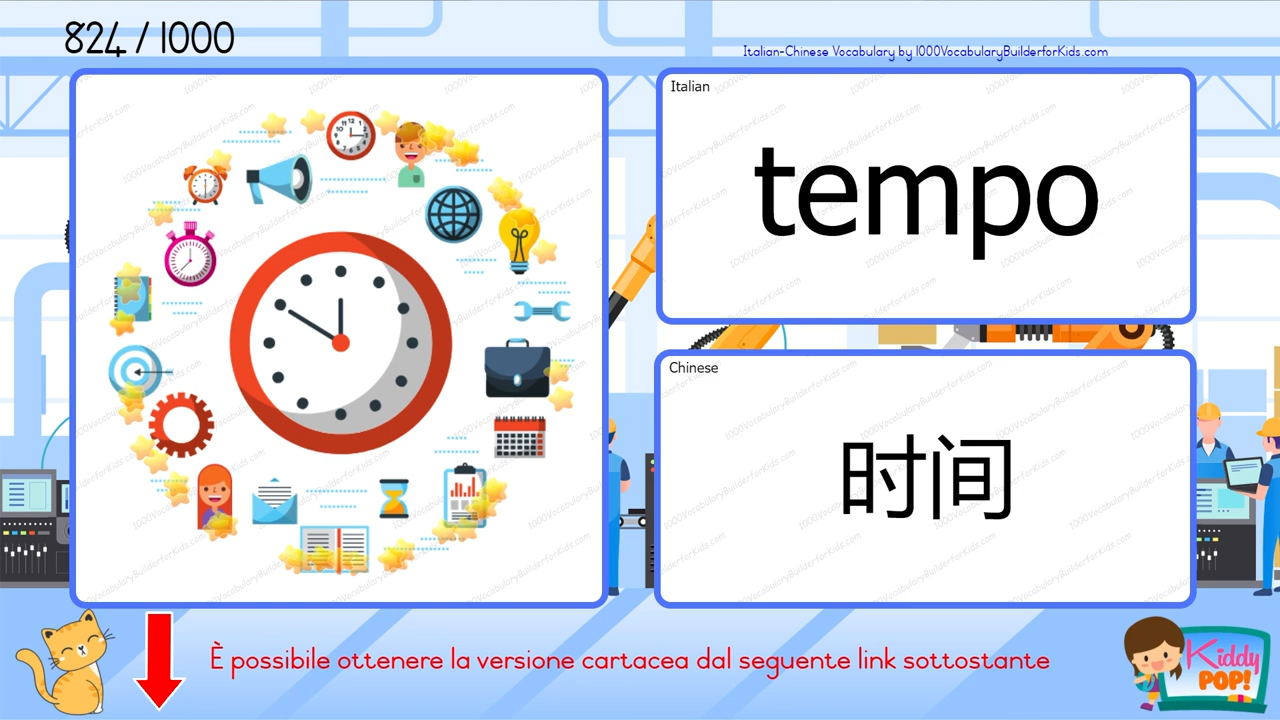 824 / 1000
Italian-Chinese Vocabulary by 1000VocabularyBuilderforKids.com
Italian
tempo
Chinese
时间
È possibile ottenere la versione cartacea dal seguente link sottostante
Kiddy
POP!